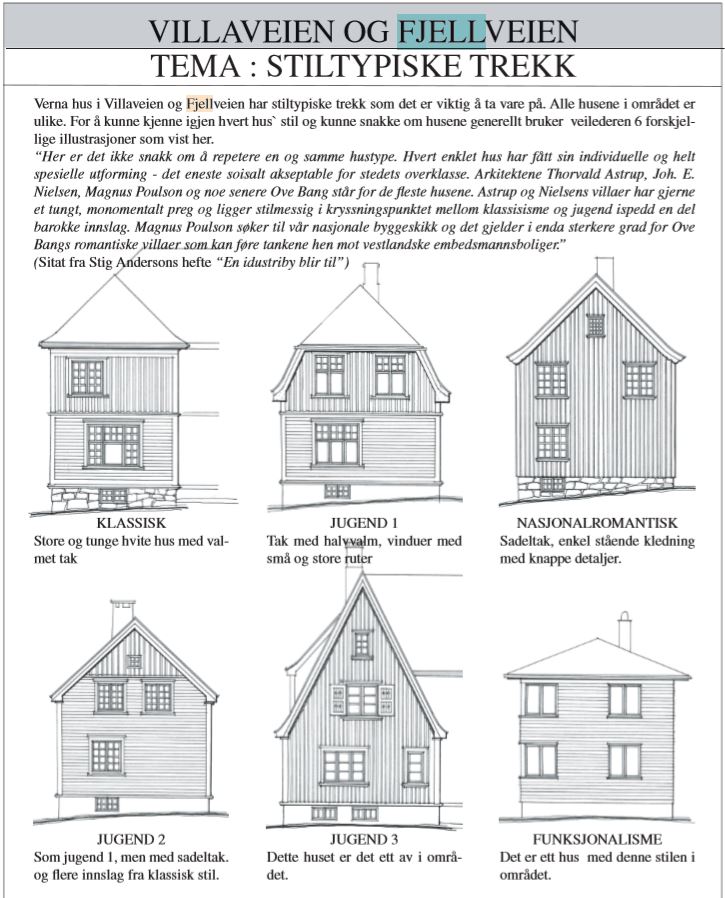 VILLAVEIEN OG FJELLVEIEN
TEMA : STILTYPISKE TREKK
Verna hus i Villaveien og Fjellveien har stiltypiske trekk som det er viktig å ta vare på. Alle husene i området er
ulike. For å kunne kjenne igjen hvert hus` stil og kunne snakke om husene generellt bruker veilederen 6 forskjel-
lige illustrasjoner som vist her.
“Her er det ikke snakk om å repetere en og samme hustype. Hvert enklet hus har fått sin individuelle og helt
spesielle utforming - det eneste soisalt akseptable for stedets overklasse. Arkitektene Thorvald Astrup, Joh. E.
Nielsen, Magnus Poulson og noe senere Ove Bang står for de fleste husene. Astrup og Nielsens villaer har gjerne
et tungt, monomentalt preg og ligger stilmessig i kryssningspunktet mellom klassisisme og jugend ispedd en del
barokke innslag. Magnus Poulson søker til vår nasjonale byggeskikk og det gjelder i enda sterkere grad for Ove
Bangs romantiske villaer som kan føre tankene hen mot vestlandske embedsmannsboliger.”
(Sitat fra Stig Andersons hefte “En idustriby blir til”)
KLASSISK
Store og tunge hvite hus med val-
met tak
JUGEND 1
Tak med halvvalm, vinduer med
små og store ruter
NASJONALROMANTISK
Sadeltak, enkel stående kledning
med knappe detaljer.
JUGEND 2
Som jugend 1, men med sadeltak.
og flere innslag fra klassisk stil.
JUGEND 3
Dette huset er det ett av i områ-
det.
FUNKSJONALISME
Det er ett hus med denne stilen i
området.